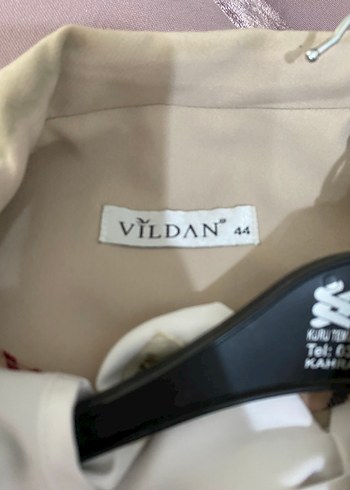 VİLDAN® 44
KURU TEM
Tel: 03
KAHRA